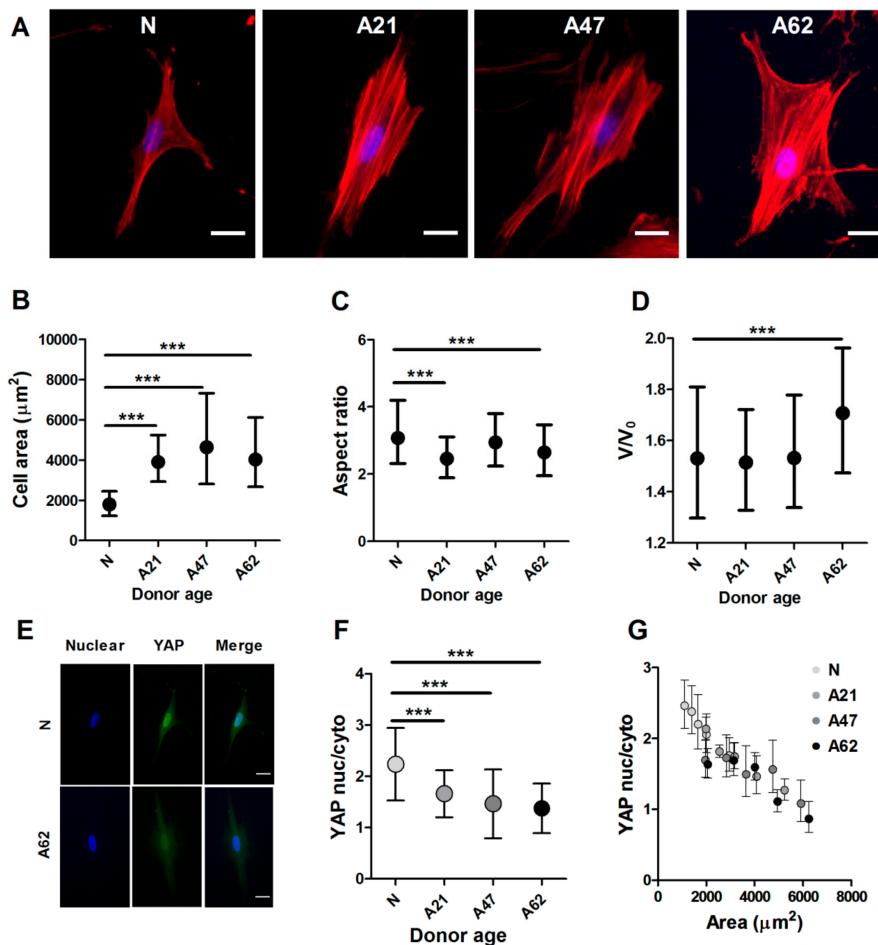 A
N
A21
A47
A62
B
Cell area (μm²)
10000
8000
6000
4000
2000
0
***
***
***
N
A21
A47
A62
Donor age
C
Aspect ratio
6
4
2
0
***
***
N
A21
A47
A62
Donor age
D
V/V₀
2.0
1.8
1.6
1.4
1.2
***
N
A21
A47
A62
Donor age
E
Nuclear YAP Merge
N
A62
F
YAP nuc/cyto
4
3
2
1
0
***
***
***
N
A21
A47
A62
Donor age
G
YAP nuc/cyto
3
2
1
0
N
A21
A47
A62
0 2000 4000 6000 8000
Area (μm²)